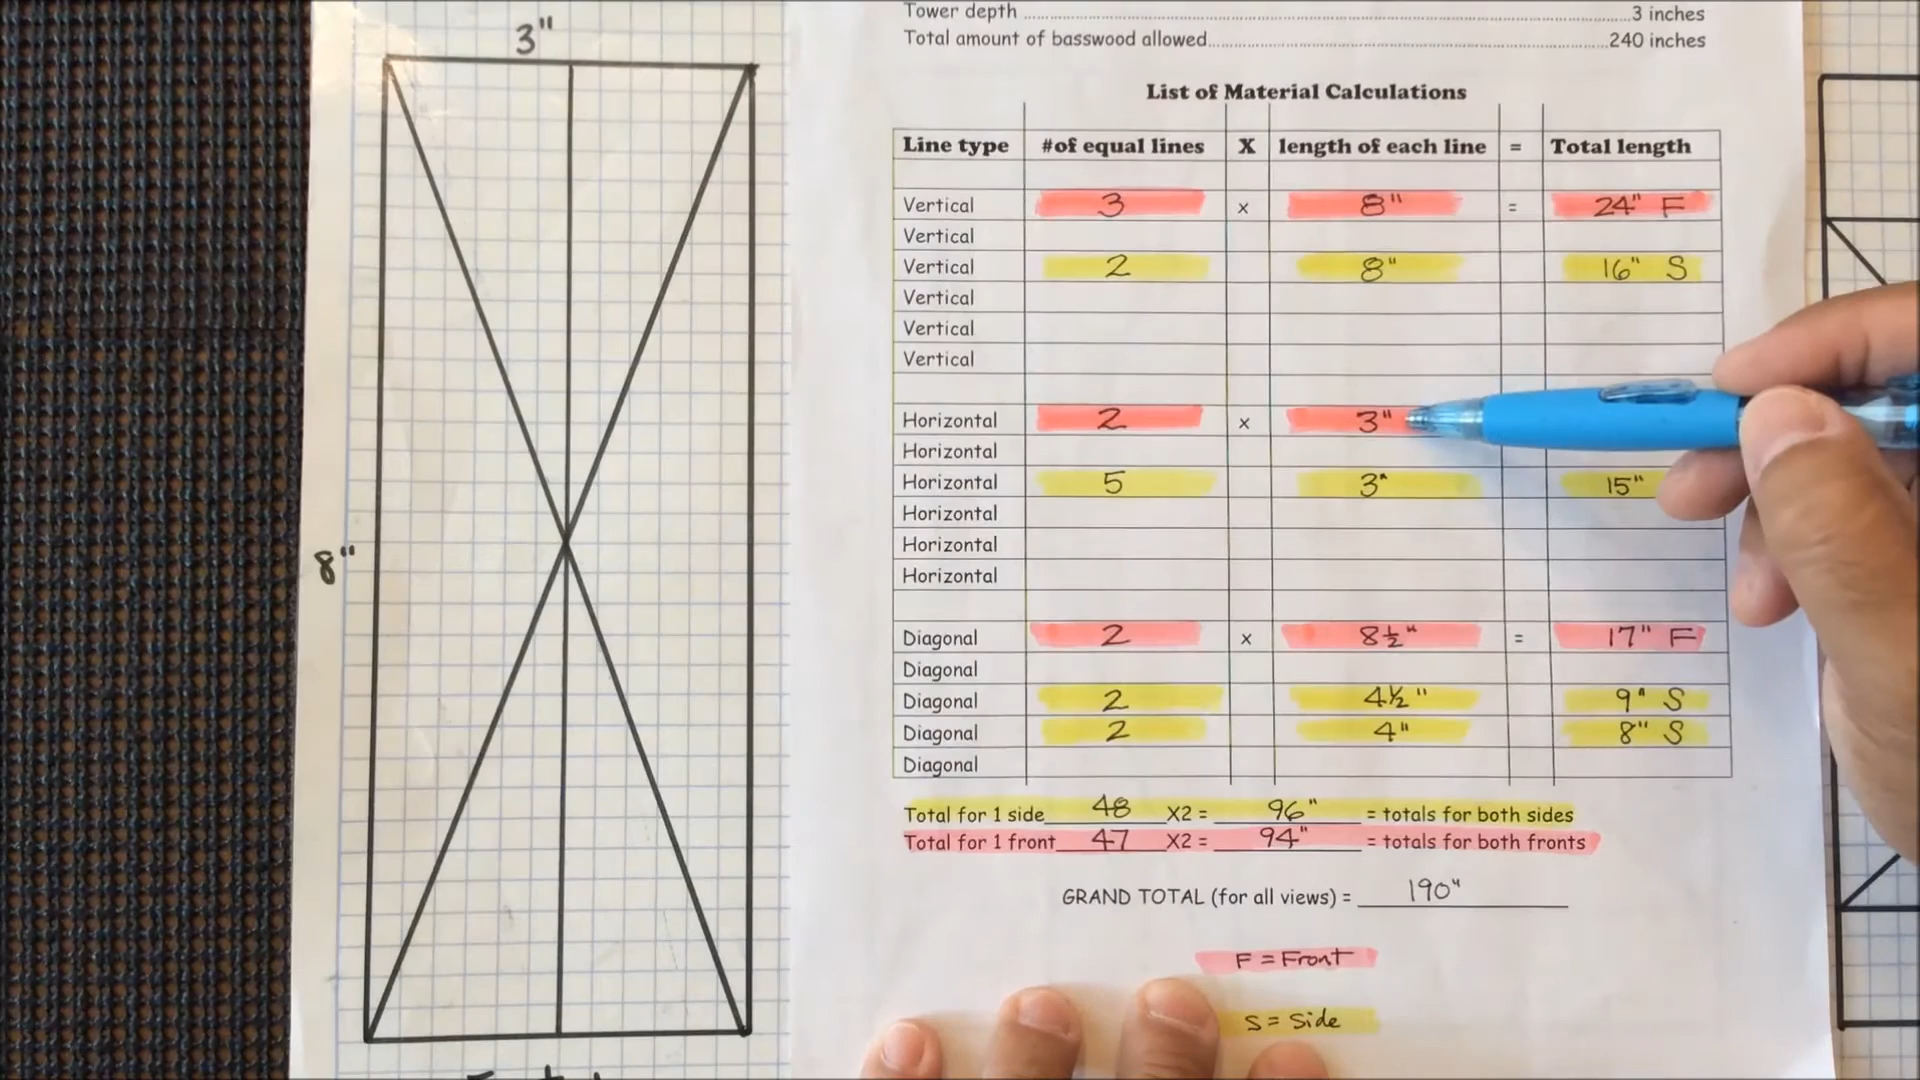 3"
8"
Tower depth ........ 3 inches
Total amount of basswood allowed ........ 240 inches
List of Material Calculations
Line type #of equal lines X length of each line = Total length
Vertical 3 x 8" = 24" F
Vertical
Vertical 2 8" 16" S
Vertical
Vertical
Vertical
Horizontal 2 x 3"
Horizontal
Horizontal 5 3" 15"
Horizontal
Horizontal
Horizontal
Diagonal 2 x 8½" = 17" F
Diagonal
Diagonal 2 4½" 9" S
Diagonal 2 4" 8" S
Diagonal
Total for 1 side 48 X2 = 96" = totals for both sides
Total for 1 front 47 X2 = 94" = totals for both fronts
GRAND TOTAL (for all views) = 190"
F = Front
S = Side